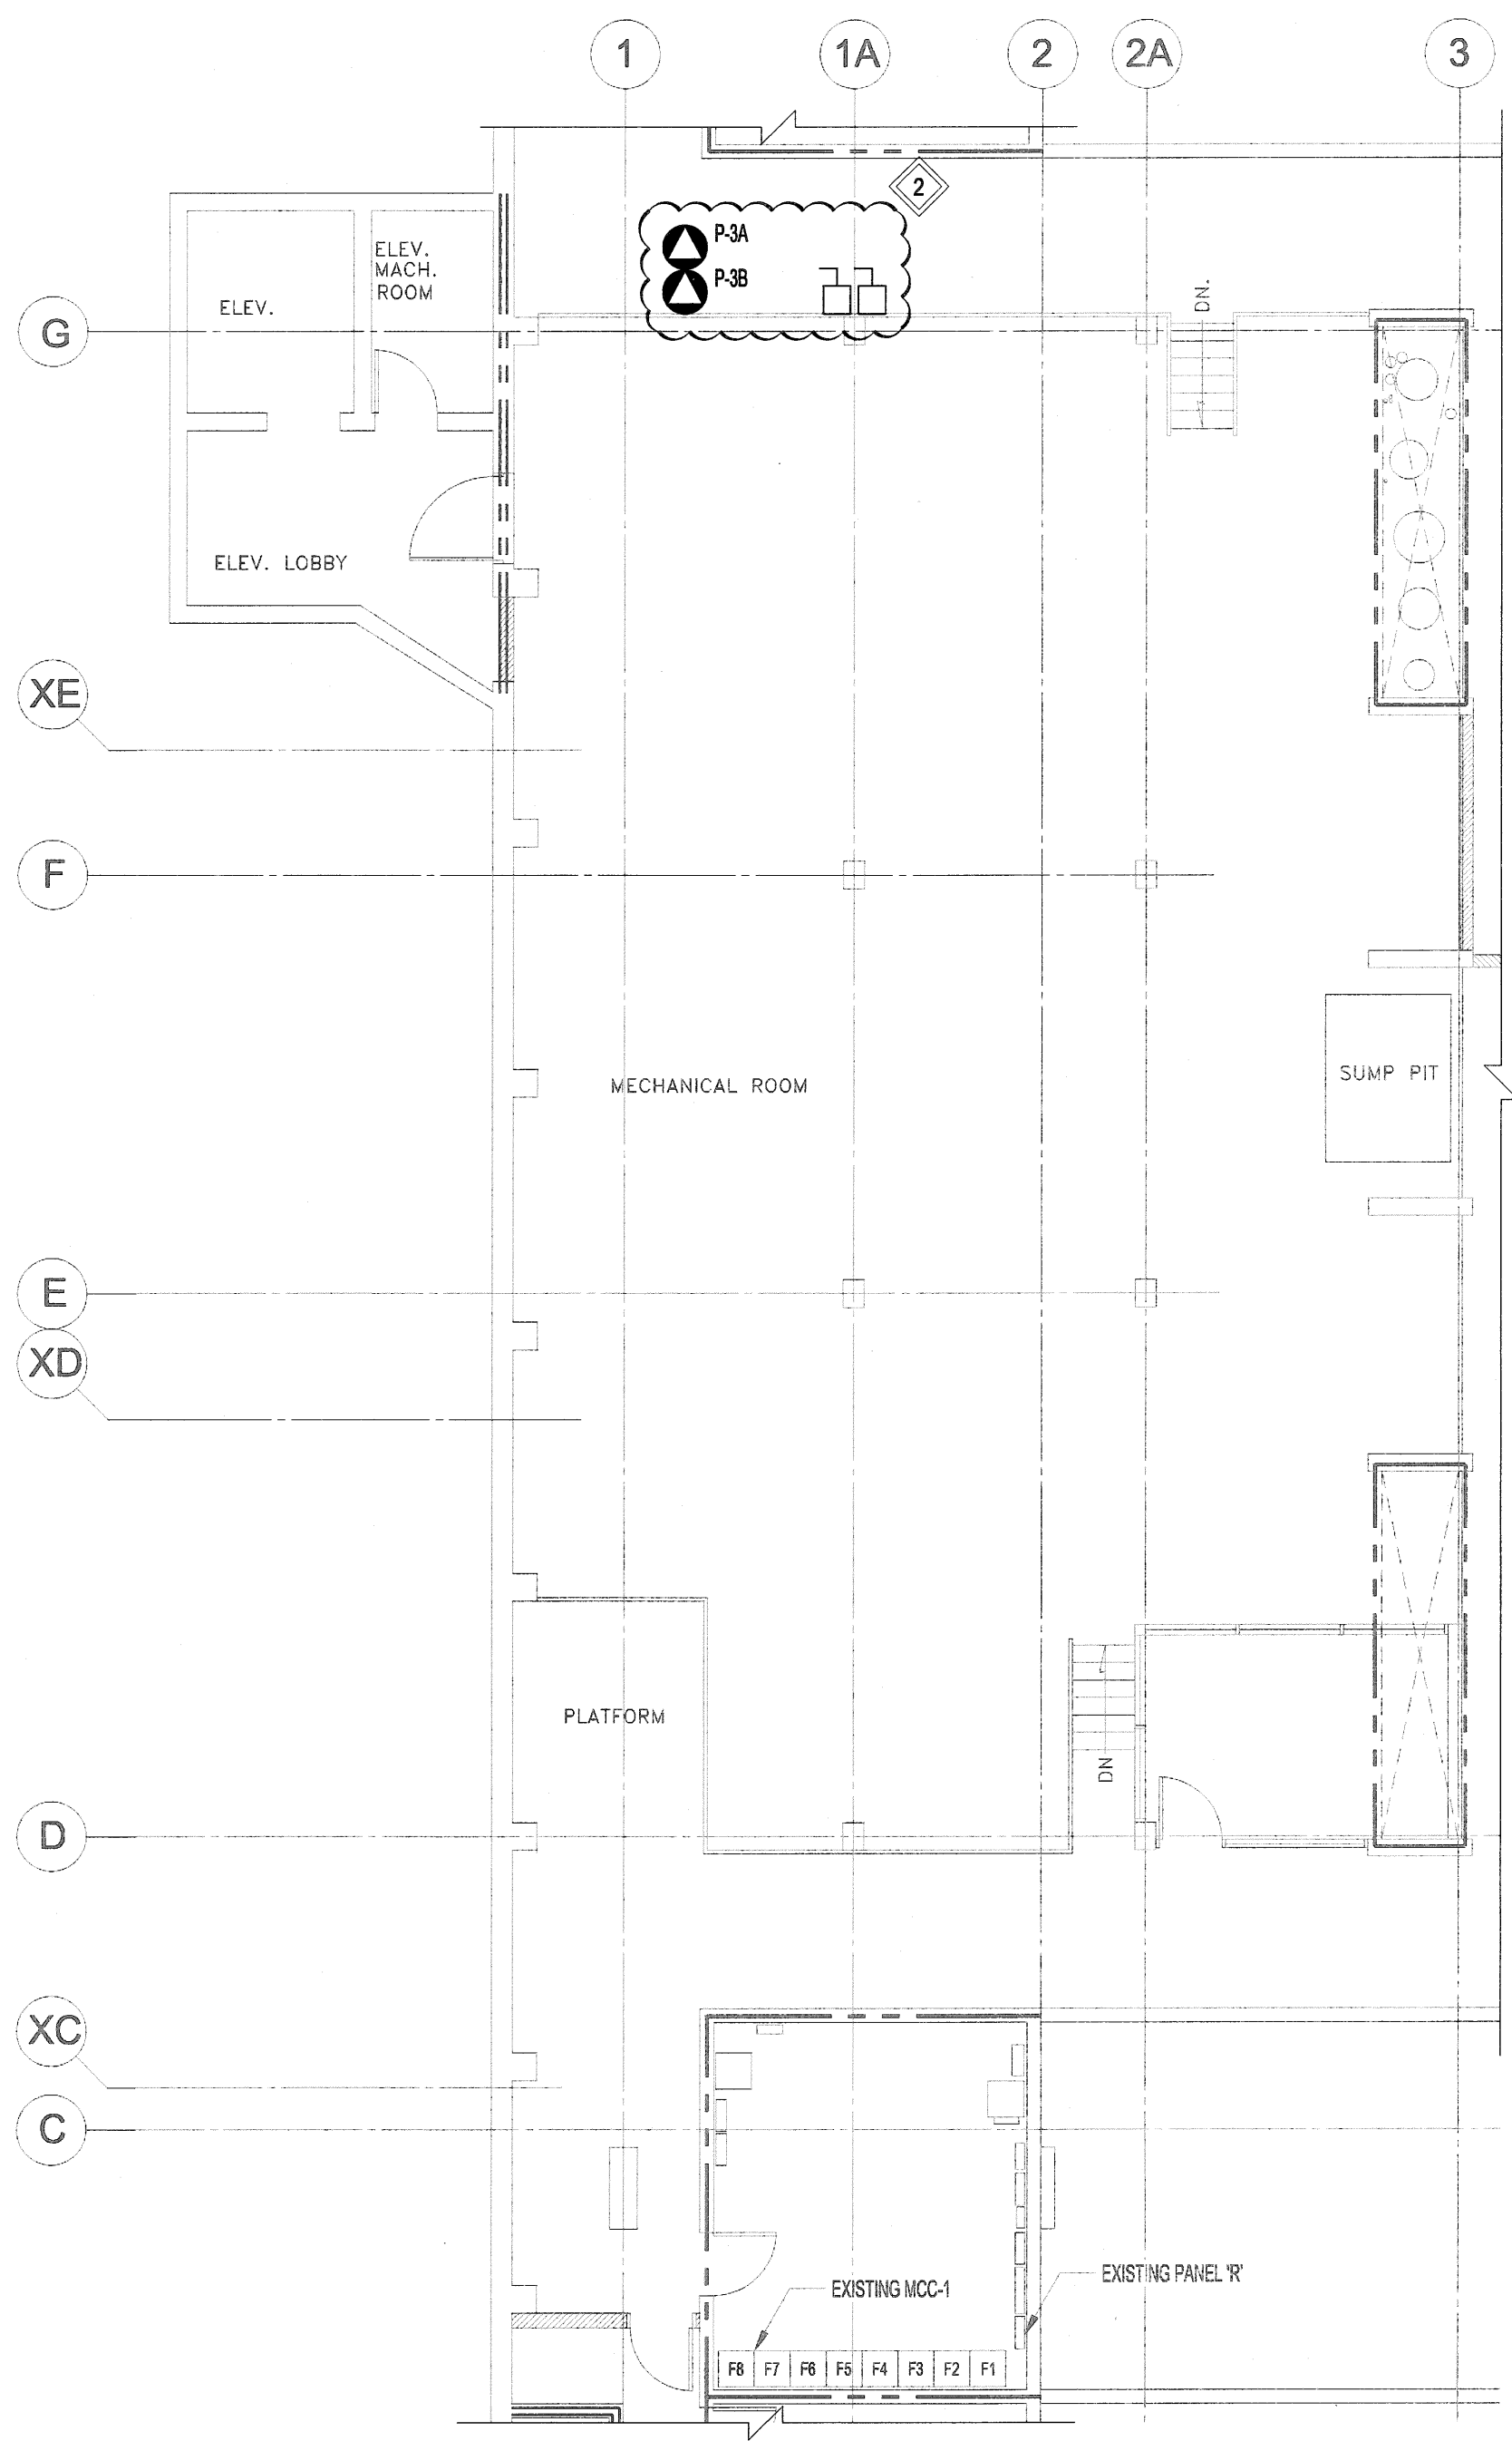 1
1A
2
2A
3
2
P-3A
P-3B
ELEV.
MACH.
ROOM
ELEV.
DN.
G
ELEV. LOBBY
XE
F
MECHANICAL ROOM
SUMP PIT
E
XD
PLATFORM
DN
D
XC
C
EXISTING PANEL 'R'
EXISTING MCC-1
F8 F7 F6 F5 F4 F3 F2 F1